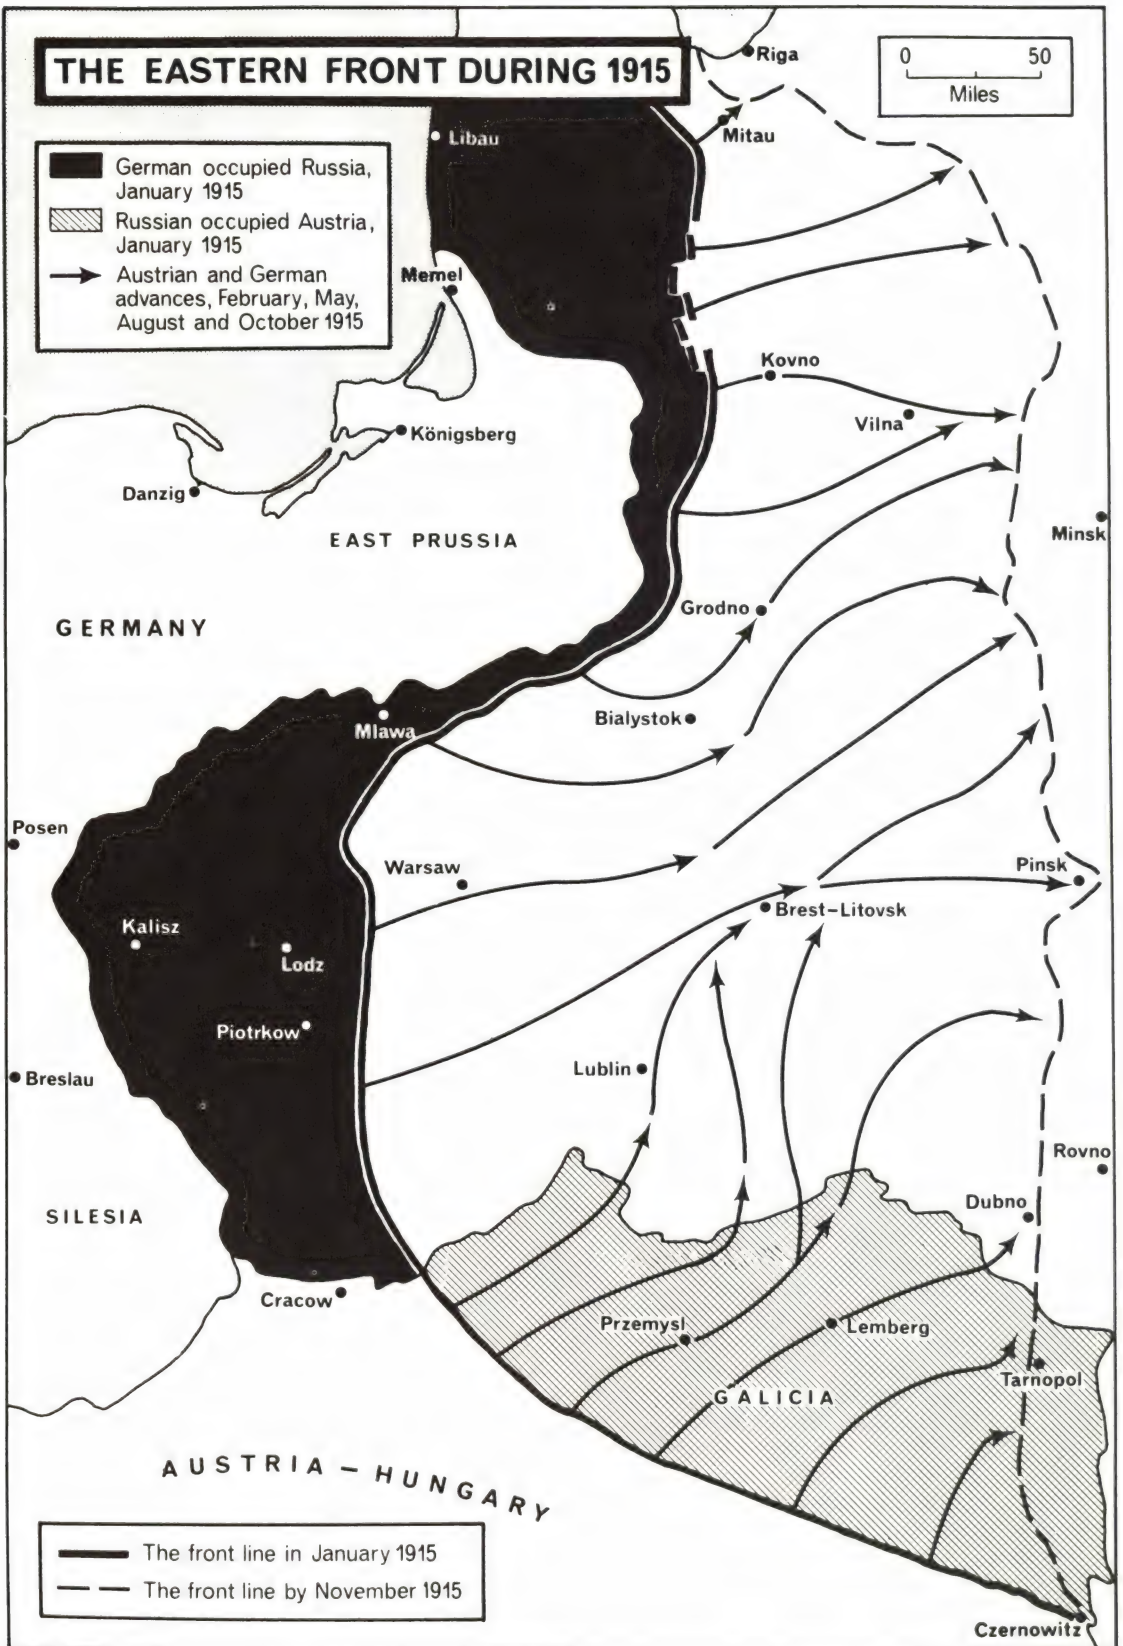 THE EASTERN FRONT DURING 1915
0 50
Miles
German occupied Russia,
January 1915
Russian occupied Austria,
January 1915
Austrian and German
advances, February, May,
August and October 1915
Riga
Mitau
Libau
Memel
Kovno
Vilna
Königsberg
Danzig
Minsk
EAST PRUSSIA
GERMANY
Grodno
Bialystok
Mlawa
Posen
Warsaw
Pinsk
Brest-Litovsk
Kalisz
Lodz
Piotrkow
Lublin
Breslau
Rovno
Dubno
SILESIA
Cracow
Przemysl
Lemberg
Tarnopol
GALICIA
AUSTRIA-HUNGARY
The front line in January 1915
The front line by November 1915
Czernowitz